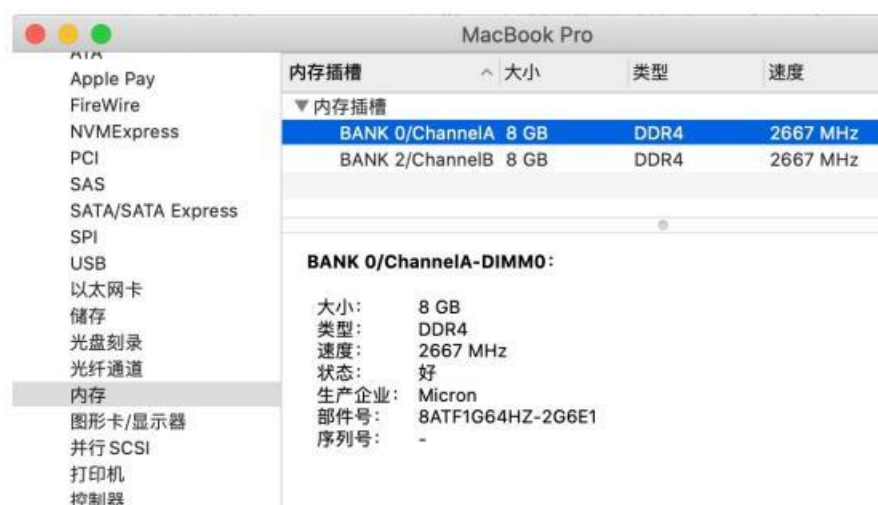 MacBook Pro
ATA
Apple Pay
FireWire
NVMExpress
PCI
SAS
SATA/SATA Express
SPI
USB
以太网卡
储存
光盘刻录
光纤通道
内存
图形卡/显示器
并行 SCSI
打印机
控制器
内存插槽 大小 类型 速度
内存插槽
BANK 0/ChannelA 8 GB DDR4 2667 MHz
BANK 2/ChannelB 8 GB DDR4 2667 MHz
BANK 0/ChannelA-DIMM0:
大小: 8 GB
类型: DDR4
速度: 2667 MHz
状态: 好
生产企业: Micron
部件号: 8ATF1G64HZ-2G6E1
序列号: -